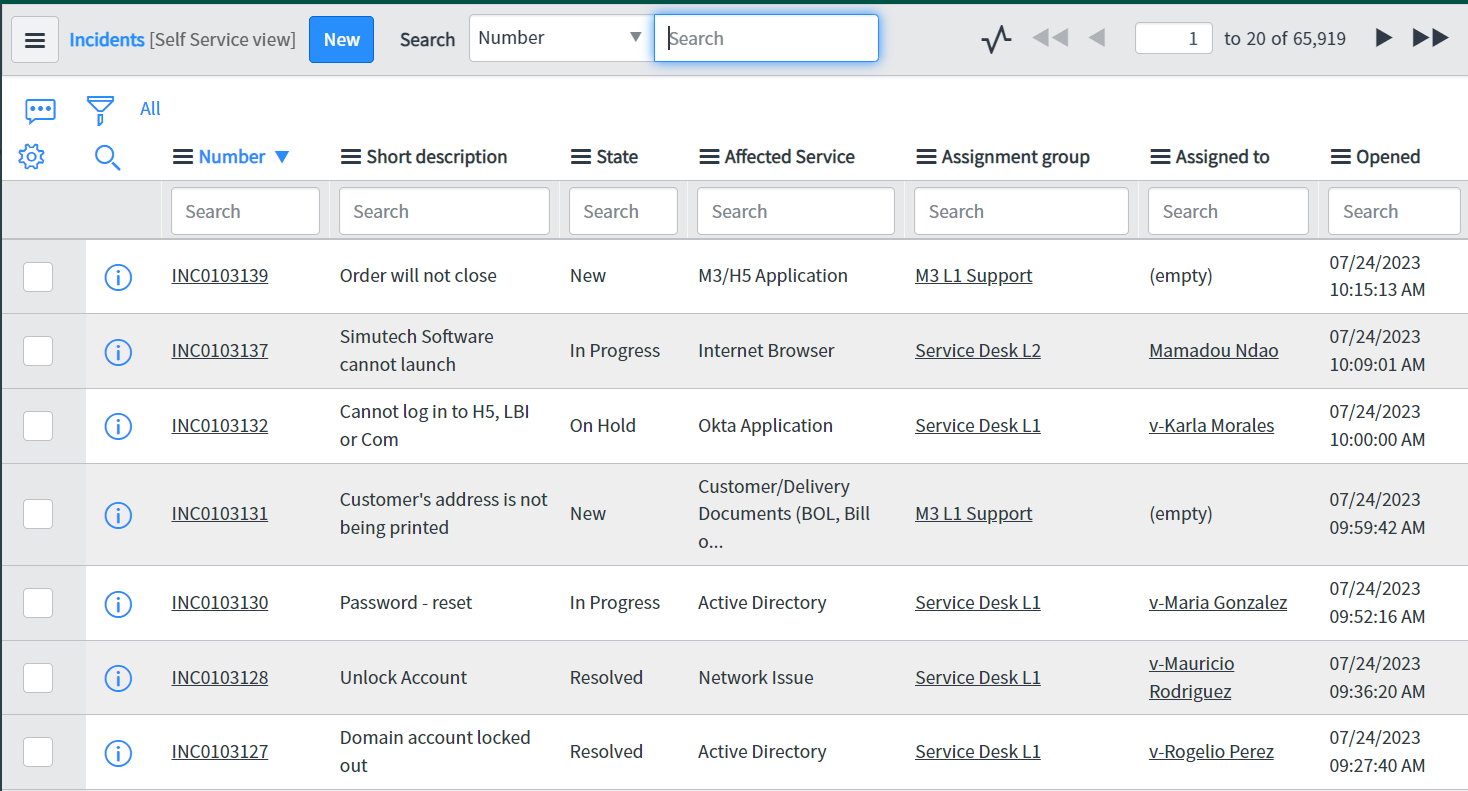 Incidents [Self Service view] New Search Number Search 1 to 20 of 65,919
All
Number Short description State Affected Service Assignment group Assigned to Opened
Search Search Search Search Search Search Search
INC0103139 Order will not close New M3/H5 Application M3 L1 Support (empty) 07/24/2023
10:15:13 AM
INC0103137 Simutech Software In Progress Internet Browser Service Desk L2 Mamadou Ndao 07/24/2023
cannot launch 10:09:01 AM
INC0103132 Cannot log in to H5, LBI On Hold Okta Application Service Desk L1 v-Karla Morales 07/24/2023
or Com 10:00:00 AM
INC0103131 Customer's address is not New Customer/Delivery M3 L1 Support (empty) 07/24/2023
being printed Documents (BOL, Bill 09:59:42 AM
o...
INC0103130 Password - reset In Progress Active Directory Service Desk L1 v-Maria Gonzalez 07/24/2023
09:52:16 AM
INC0103128 Unlock Account Resolved Network Issue Service Desk L1 v-Mauricio 07/24/2023
Rodriguez 09:36:20 AM
INC0103127 Domain account locked Resolved Active Directory Service Desk L1 v-Rogelio Perez 07/24/2023
out 09:27:40 AM